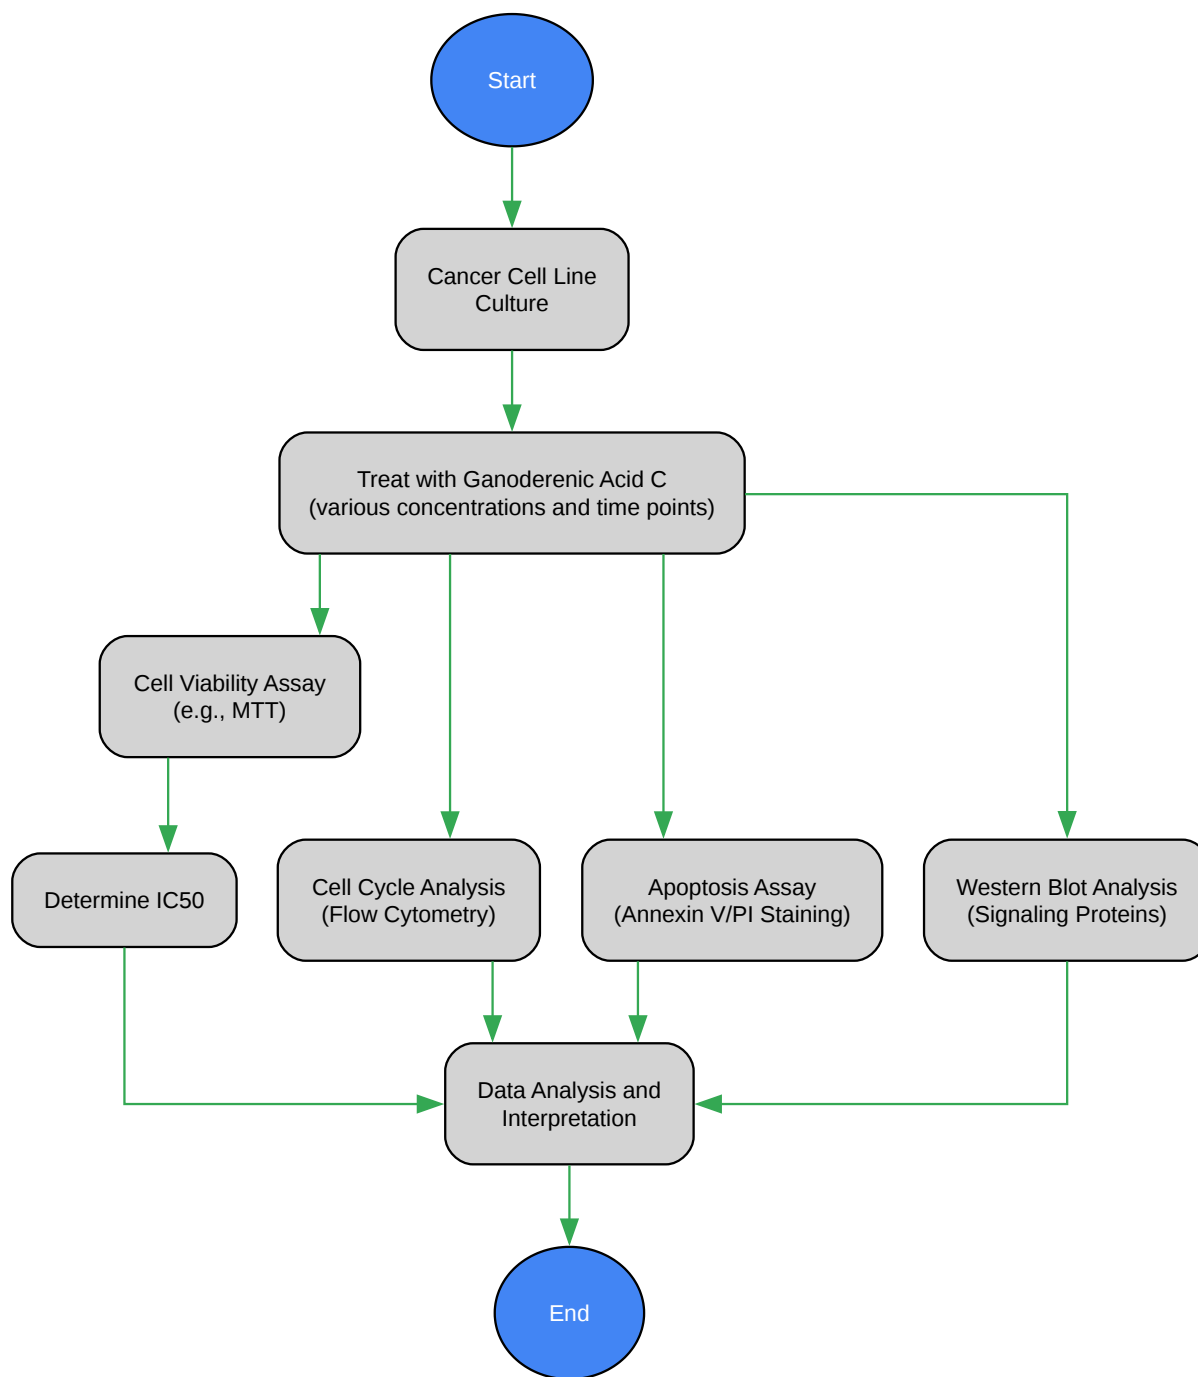 Start
Cancer Cell Line
Culture
Treat with Ganoderenic Acid C
(various concentrations and time points)
Cell Viability Assay
(e.g., MTT)
Determine IC50
Cell Cycle Analysis
(Flow Cytometry)
Apoptosis Assay
(Annexin V/PI Staining)
Western Blot Analysis
(Signaling Proteins)
Data Analysis and
Interpretation
End